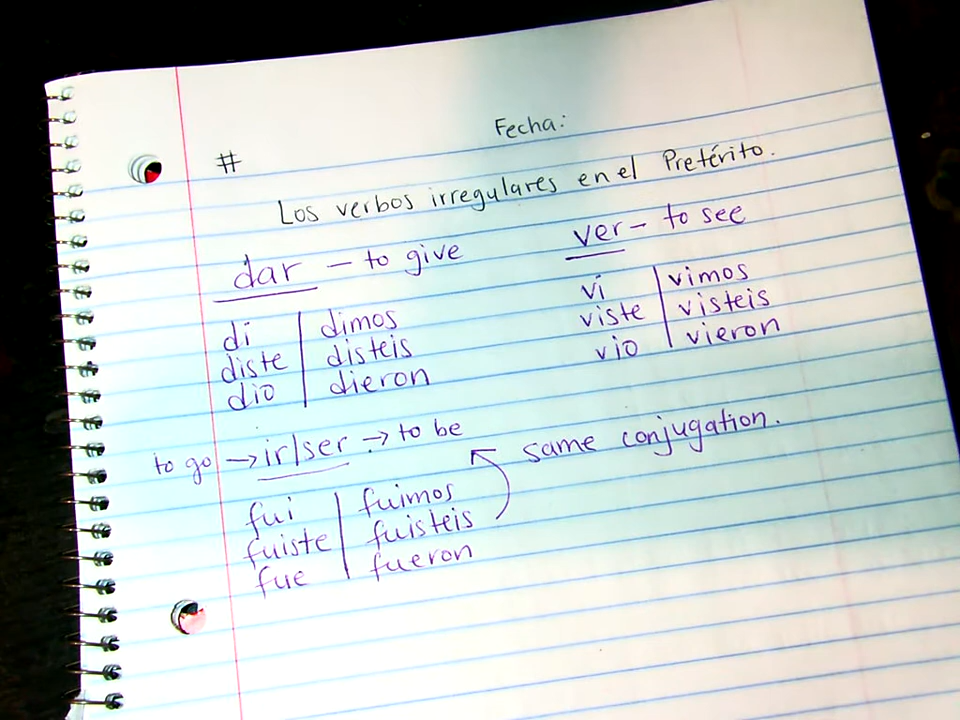 Fecha:
#
Los verbos irregulares en el Pretérito.
dar - to give
di | dimos
diste | disteis
dio | dieron
ver - to see
vi | vimos
viste | visteis
vio | vieron
to go → ir/ser → to be
same conjugation.
fui | fuimos
fuiste | fuisteis
fue | fueron